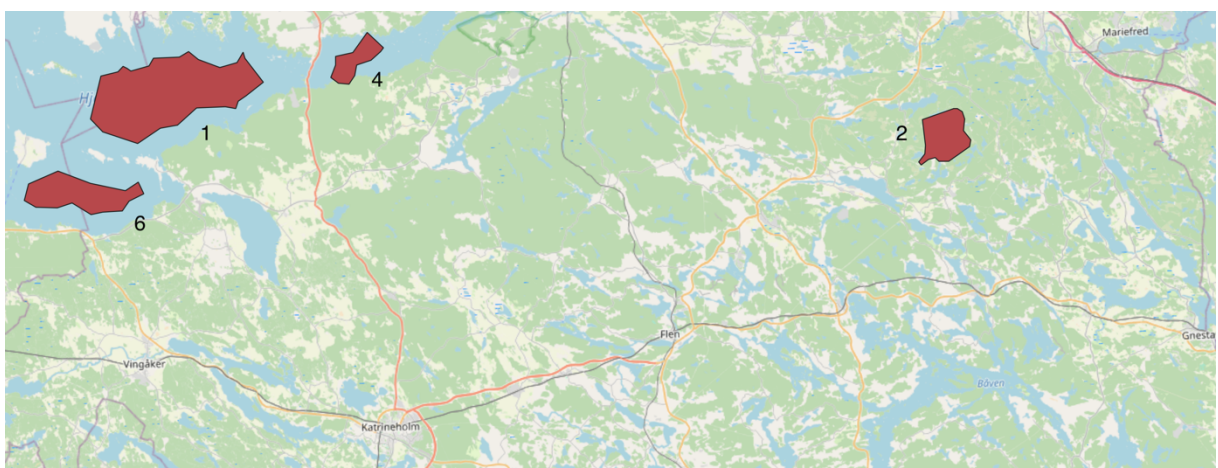 Mariefred
4
Hj
1
2
6
Flen
Gnesta
Vingåker
Båven
Katrineholm